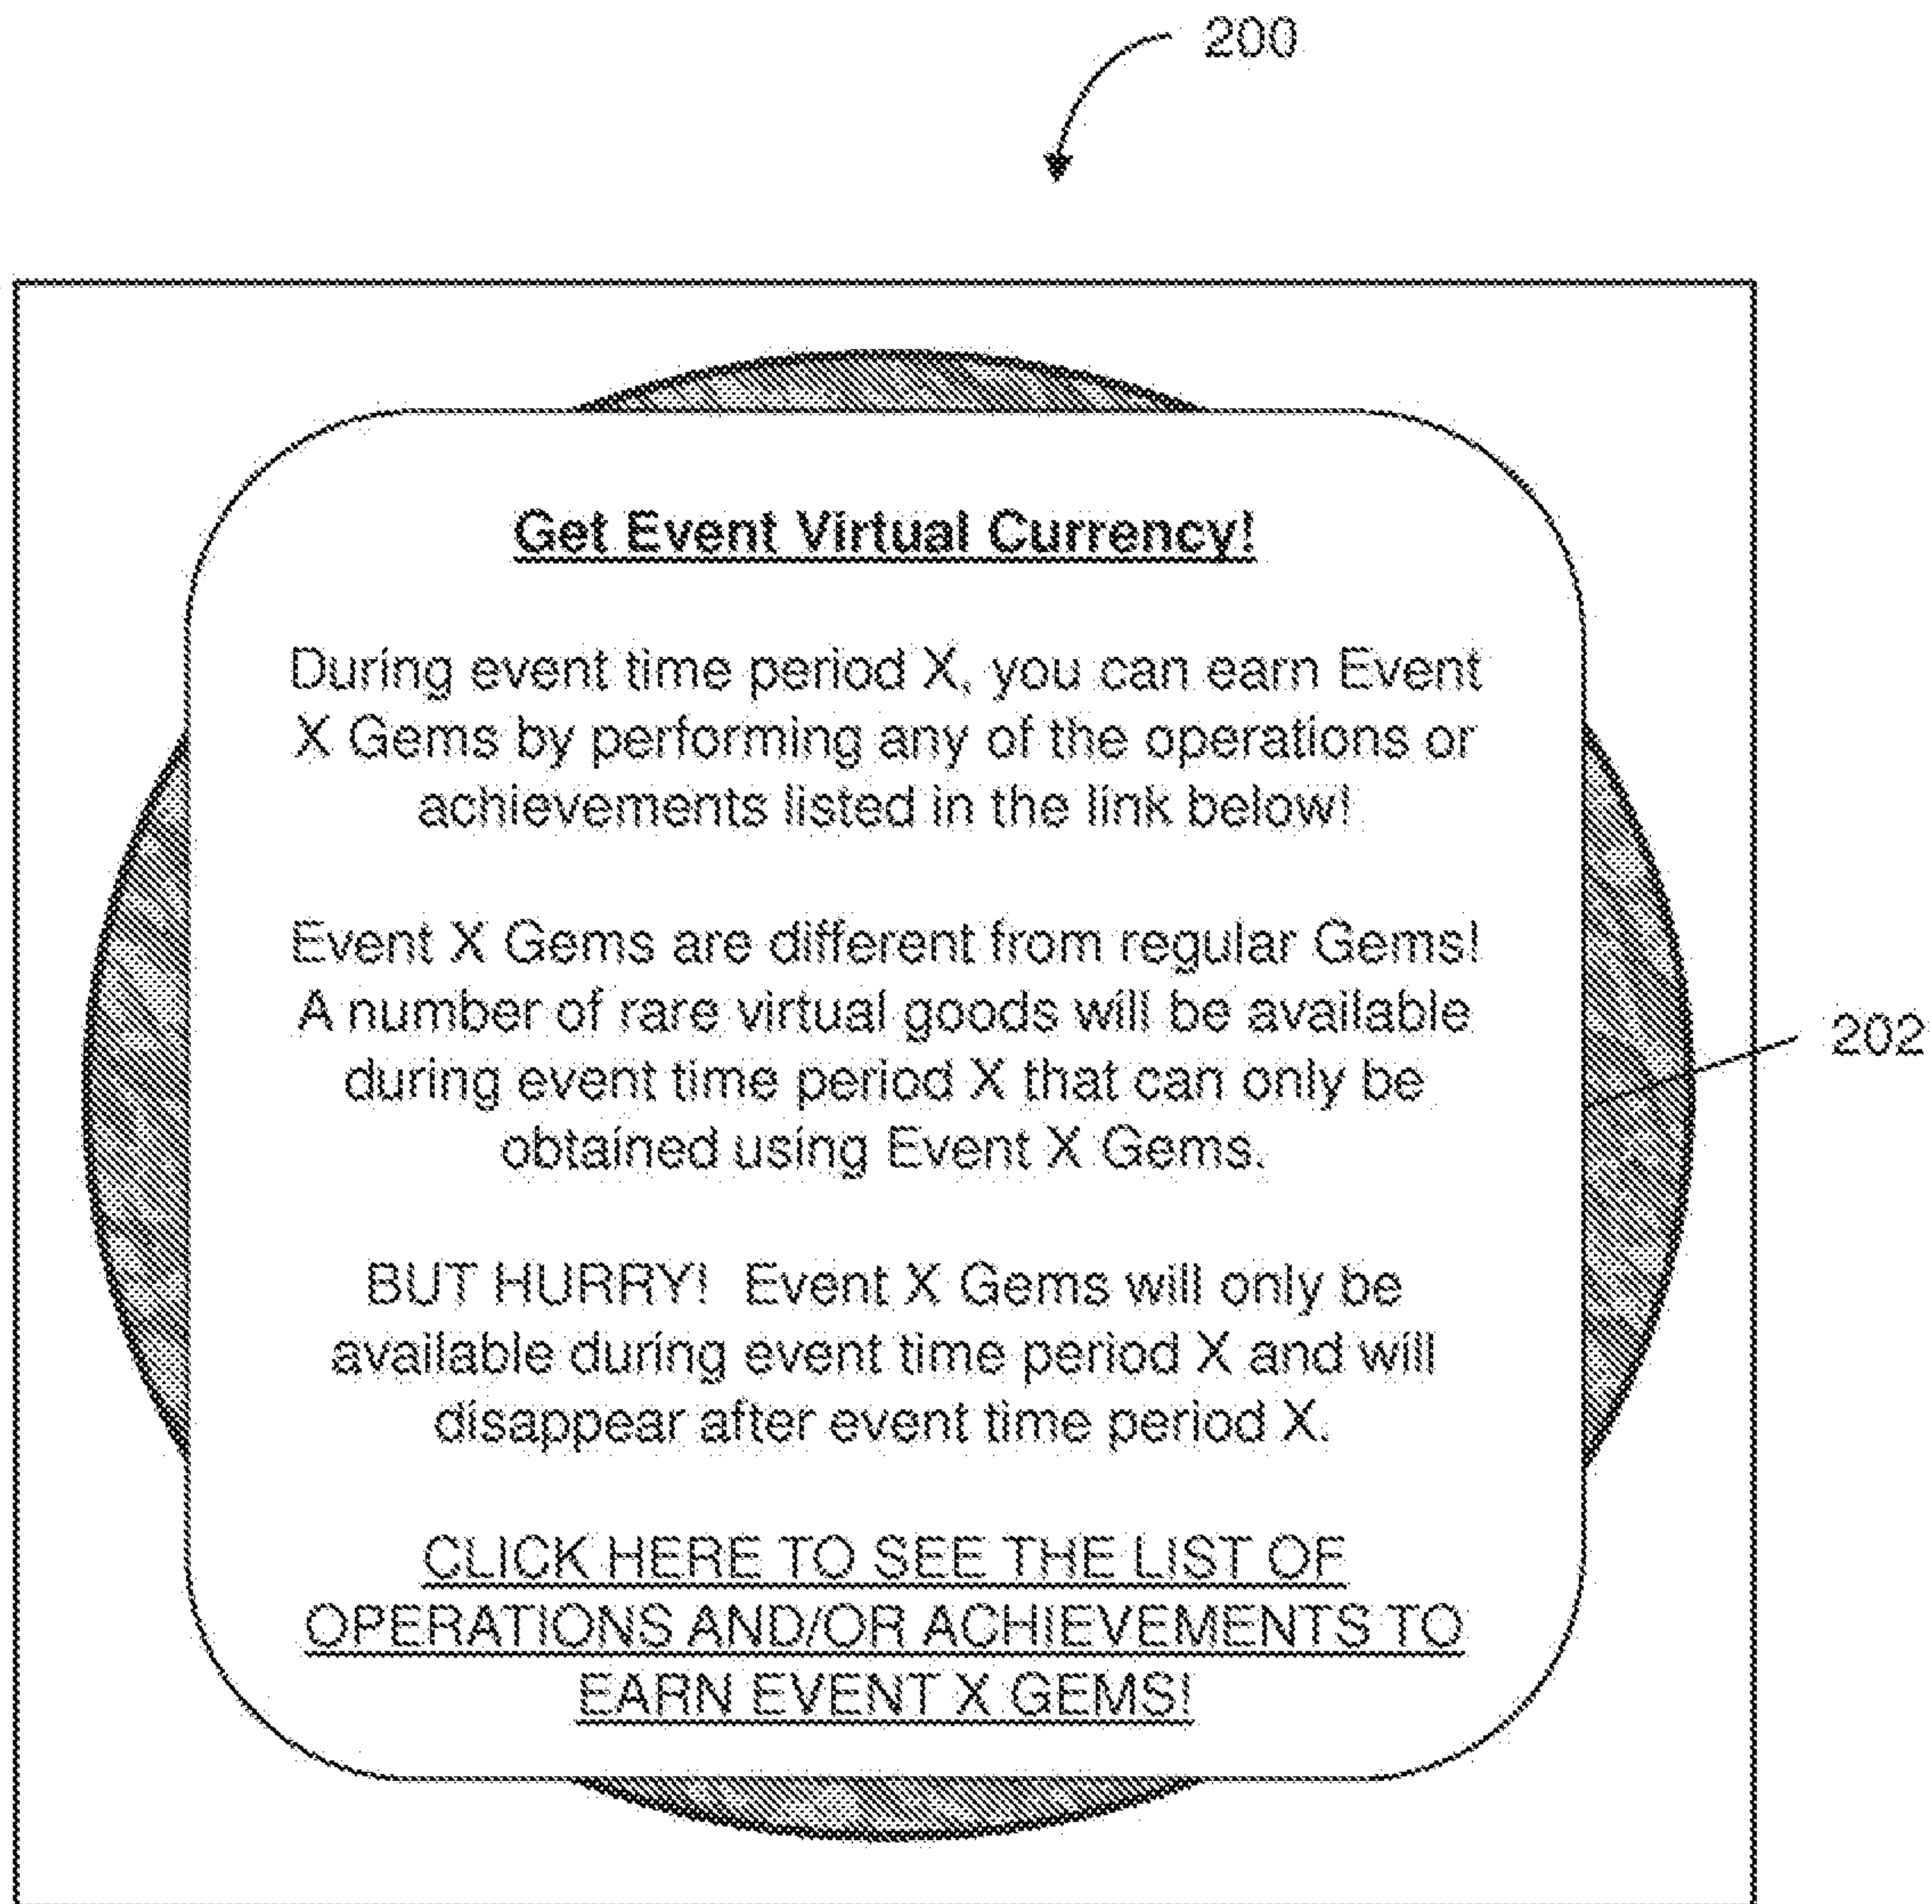 200
Get Event Virtual Currency!
During event time period X, you can earn Event
X Gems by performing any of the operations or
achievements listed in the link below!
Event X Gems are different from regular Gems!
A number of rare virtual goods will be available
during event time period X that can only be
obtained using Event X Gems.
202
BUT HURRY!  Event X Gems will only be
available during event time period X and will
disappear after event time period X.
CLICK HERE TO SEE THE LIST OF
OPERATIONS AND/OR ACHIEVEMENTS TO
EARN EVENT X GEMS!